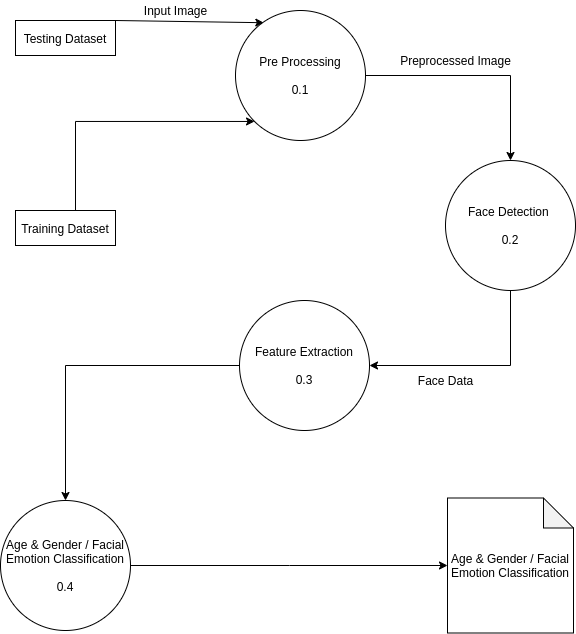 Input Image
Testing Dataset
Pre Processing
0.1
Preprocessed Image
Training Dataset
Face Detection
0.2
Feature Extraction
0.3
Face Data
Age & Gender / Facial
Emotion Classification
0.4
Age & Gender / Facial
Emotion Classification